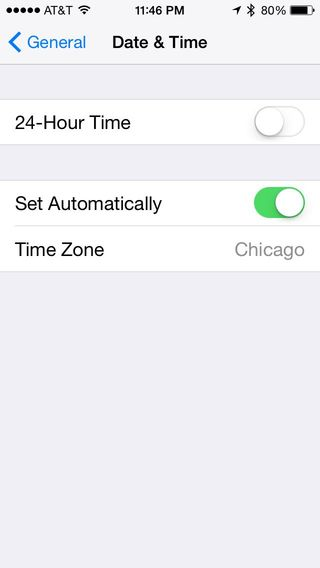 AT&T 11:46 PM 80%
General Date & Time
24-Hour Time
Set Automatically
Time Zone Chicago